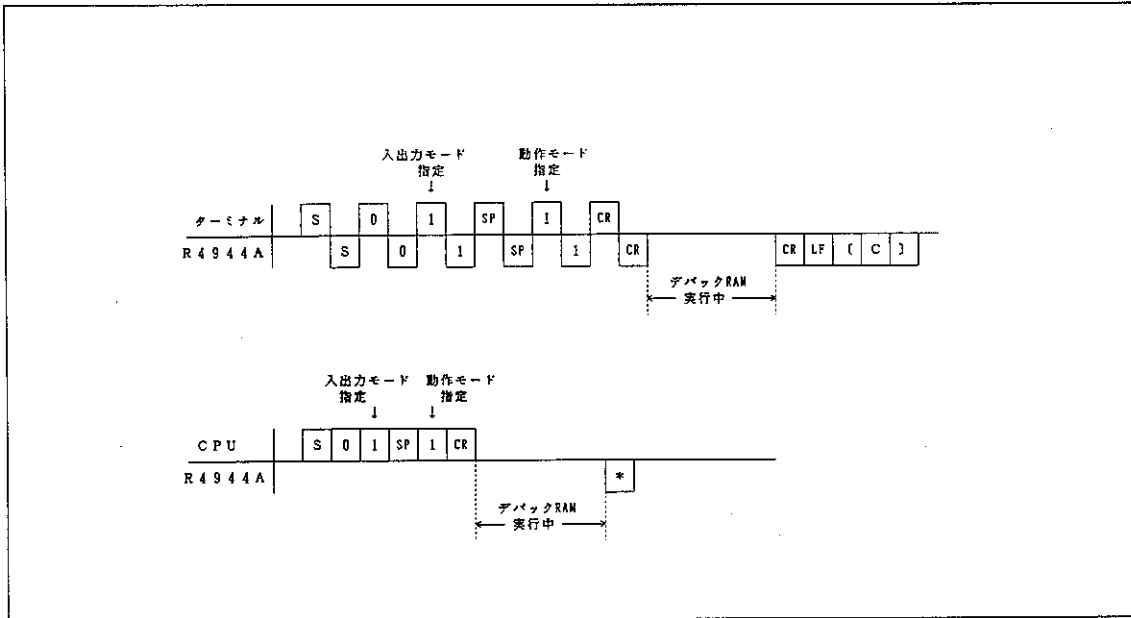 入出力モード 動作モード
指定 指定
↓ ↓
ターミナル S 0 1 SP 1 CR
R4944A S 0 1 SP 1 CR CR LF [ C ]
デバックRAM
実行中
入出力モード 動作モード
指定 指定
↓ ↓
CPU S 0 1 SP 1 CR
R4944A *
デバックRAM
実行中